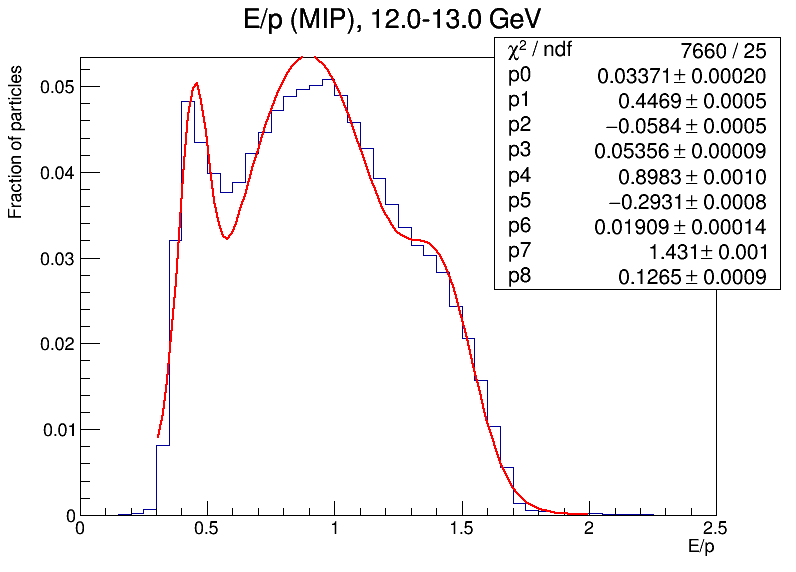 E/p (MIP), 12.0-13.0 GeV
χ² / ndf 7660 / 25
p0 0.03371 ± 0.00020
p1 0.4469 ± 0.0005
p2 −0.0584 ± 0.0005
p3 0.05356 ± 0.00009
p4 0.8983 ± 0.0010
p5 −0.2931 ± 0.0008
p6 0.01909 ± 0.00014
p7 1.431 ± 0.001
p8 0.1265 ± 0.0009
Fraction of particles
0.05
0.04
0.03
0.02
0.01
0
0 0.5 1 1.5 2 2.5
E/p